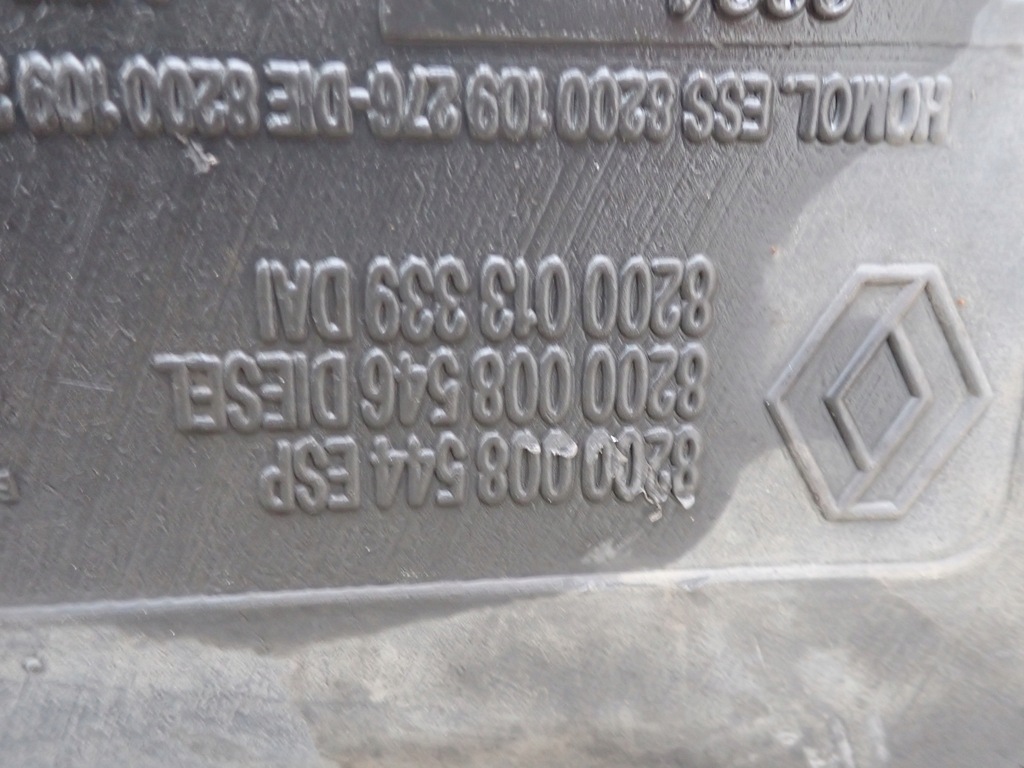 8200 008 544 ESP
8200 008 546 DIESEL
8200 013 339 DAI
HOMOL. ESS 8200 109 276-DIE 8200 109